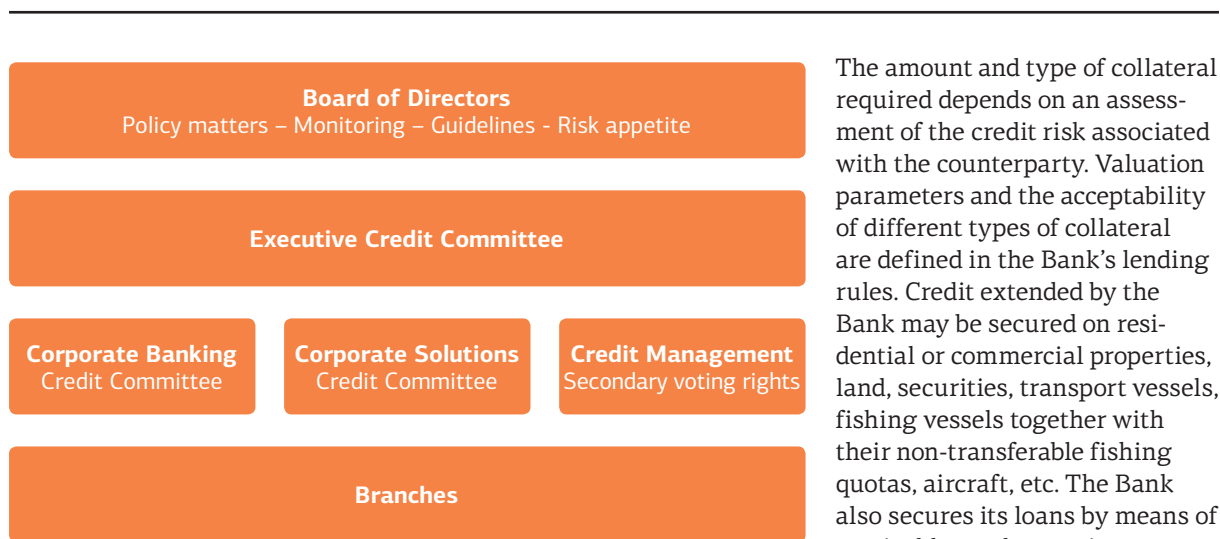 Board of Directors
Policy matters – Monitoring – Guidelines - Risk appetite
Executive Credit Committee
Corporate Banking
Credit Committee
Corporate Solutions
Credit Committee
Credit Management
Secondary voting rights
Branches
The amount and type of collateral
required depends on an assess-
ment of the credit risk associated
with the counterparty. Valuation
parameters and the acceptability
of different types of collateral
are defined in the Bank’s lending
rules. Credit extended by the
Bank may be secured on resi-
dential or commercial properties,
land, securities, transport vessels,
fishing vessels together with
their non-transferable fishing
quotas, aircraft, etc. The Bank
also secures its loans by means of